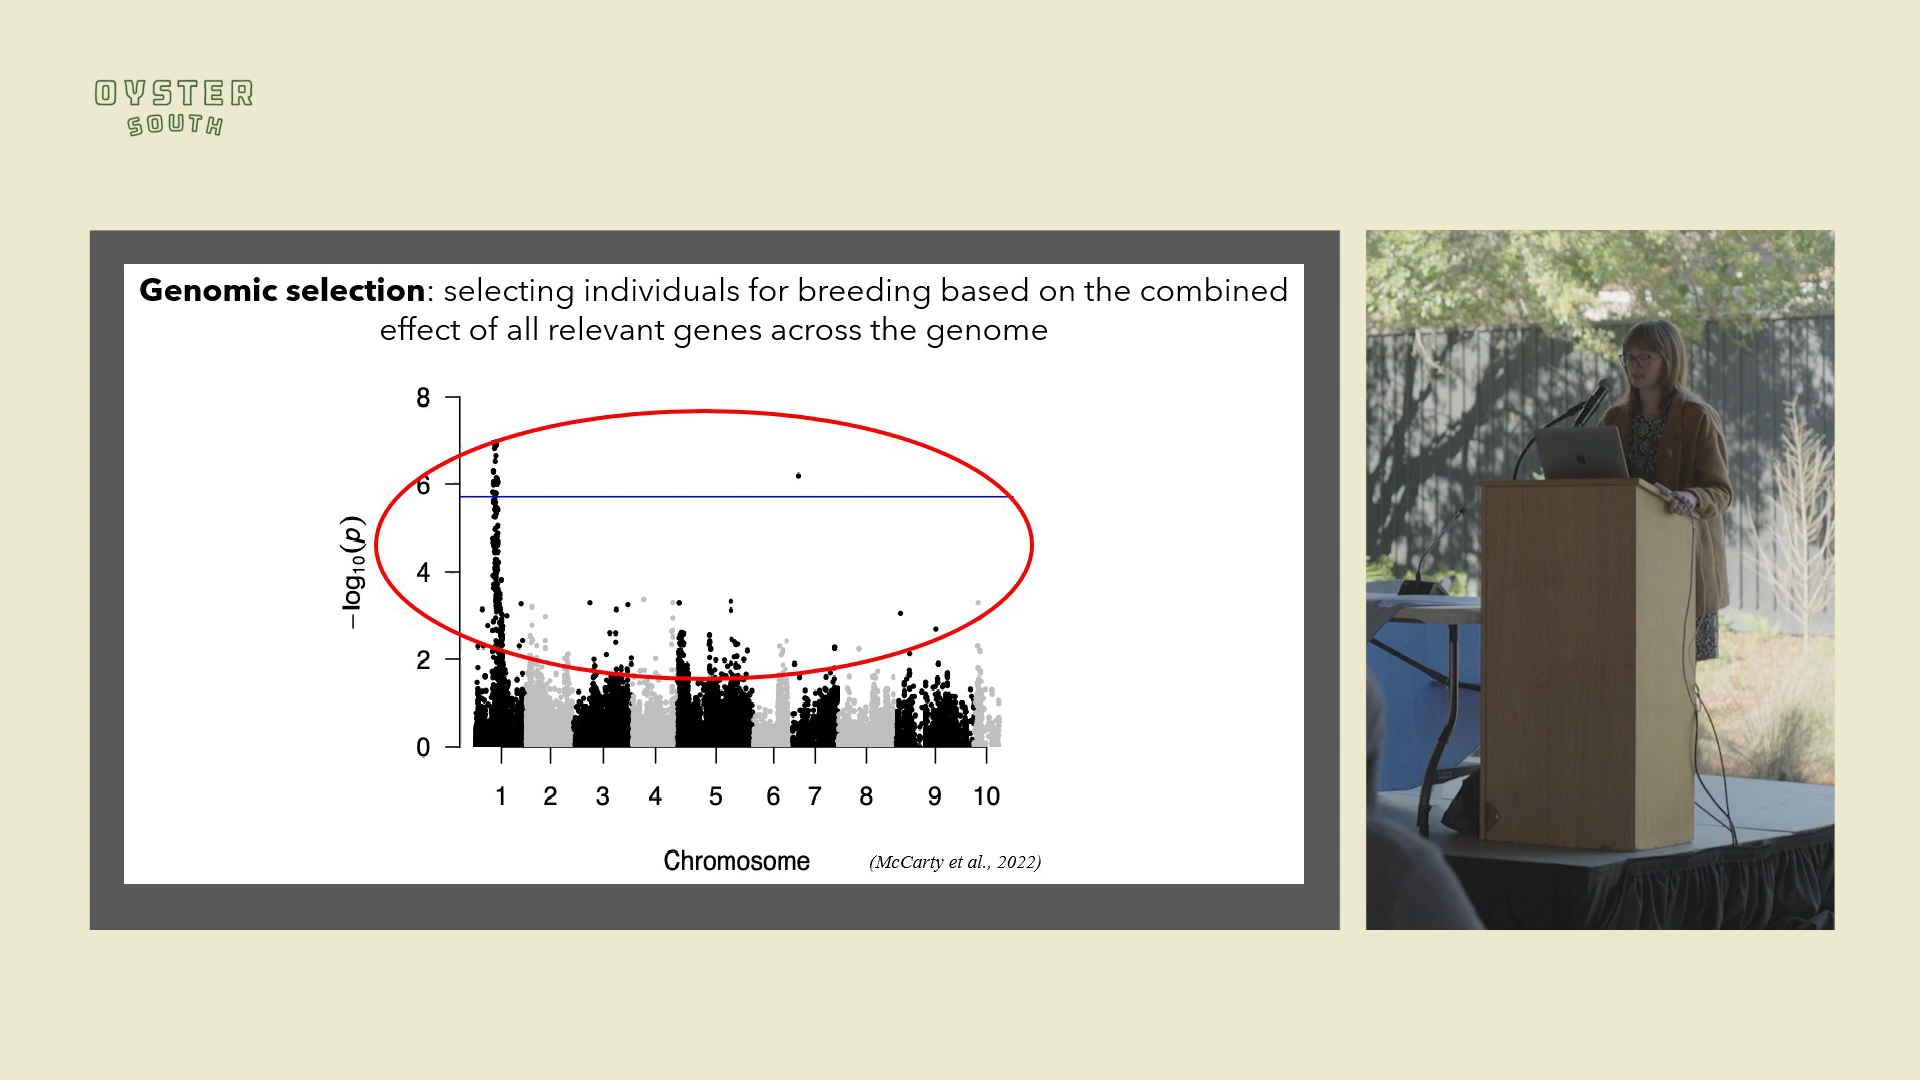 OYSTER
SOUTH
Genomic selection: selecting individuals for breeding based on the combined
effect of all relevant genes across the genome
8
6
4
2
0
−log10(p)
1 2 3 4 5 6 7 8 9 10
Chromosome
(McCarty et al., 2022)